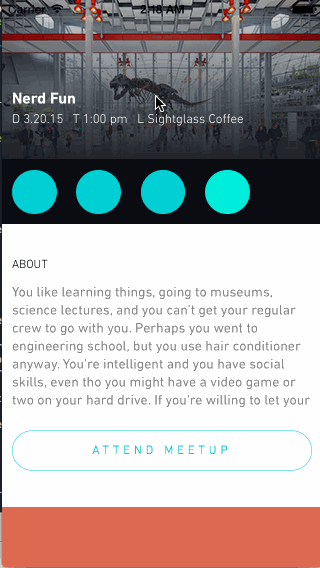 Carrier 2:18 AM
Nerd Fun
D 3.20.15 T 1:00 pm L Sightglass Coffee
ABOUT
You like learning things, going to museums,
science lectures, and you can't get your regular
crew to go with you. Perhaps you went to
engineering school, but you use hair conditioner
anyway. You're intelligent and you have social
skills, even tho you might have a video game or
two on your hard drive. If you're willing to let your
ATTEND MEETUP